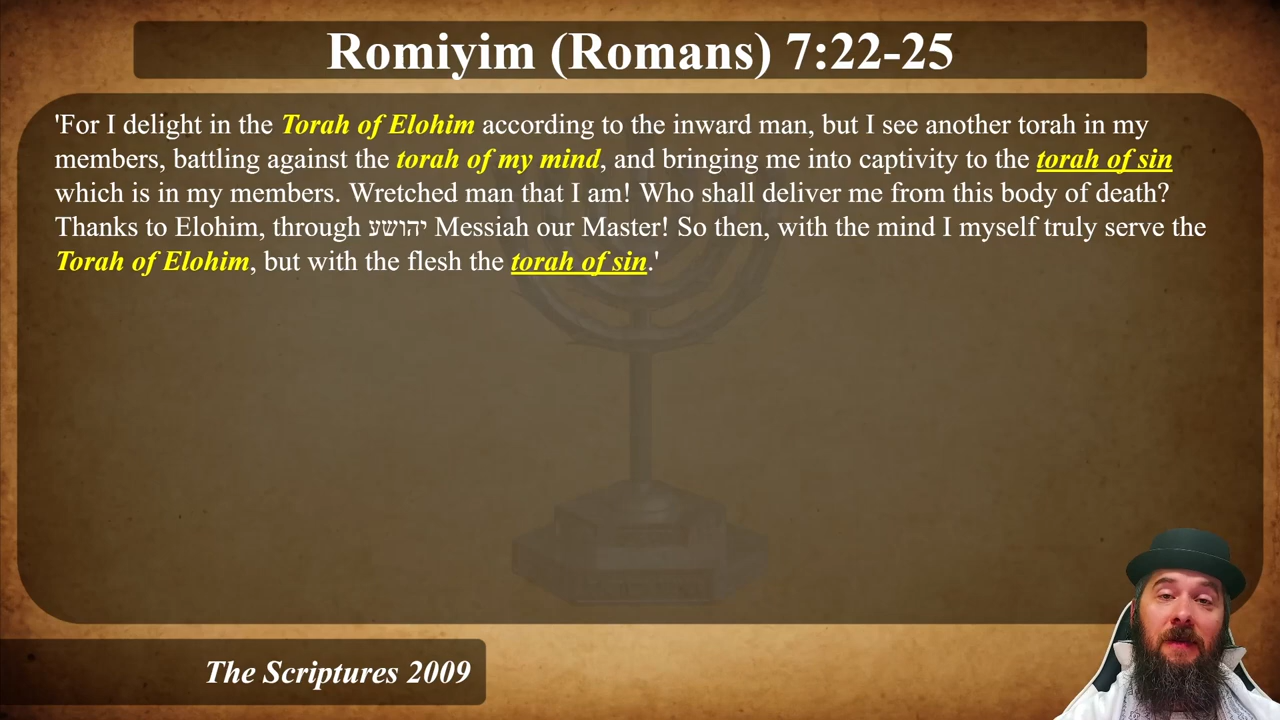 Romiyim (Romans) 7:22-25
'For I delight in the Torah of Elohim according to the inward man, but I see another torah in my
members, battling against the torah of my mind, and bringing me into captivity to the torah of sin
which is in my members. Wretched man that I am! Who shall deliver me from this body of death?
Thanks to Elohim, through יהושע Messiah our Master! So then, with the mind I myself truly serve the
Torah of Elohim, but with the flesh the torah of sin.'
The Scriptures 2009